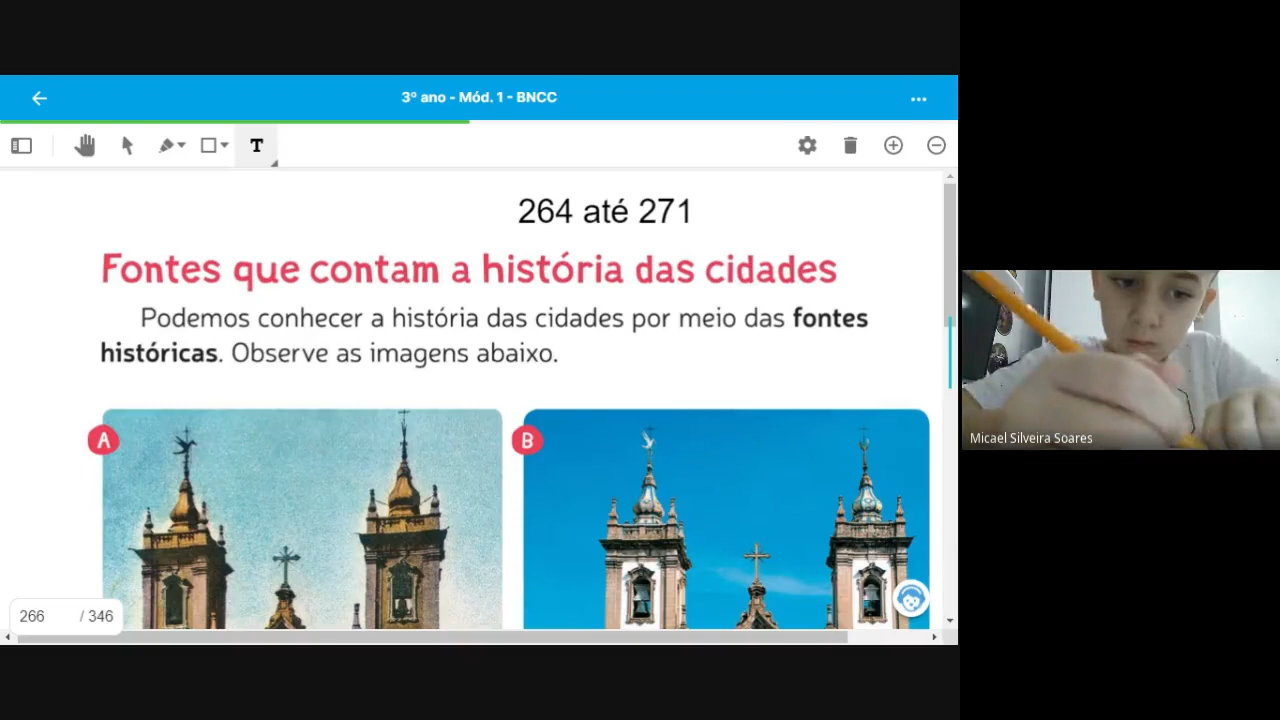 3º ano - Mód. 1 - BNCC
T
264 até 271
Fontes que contam a história das cidades
Podemos conhecer a história das cidades por meio das fontes
históricas. Observe as imagens abaixo.
A
B
266 / 346
Micael Silveira Soares